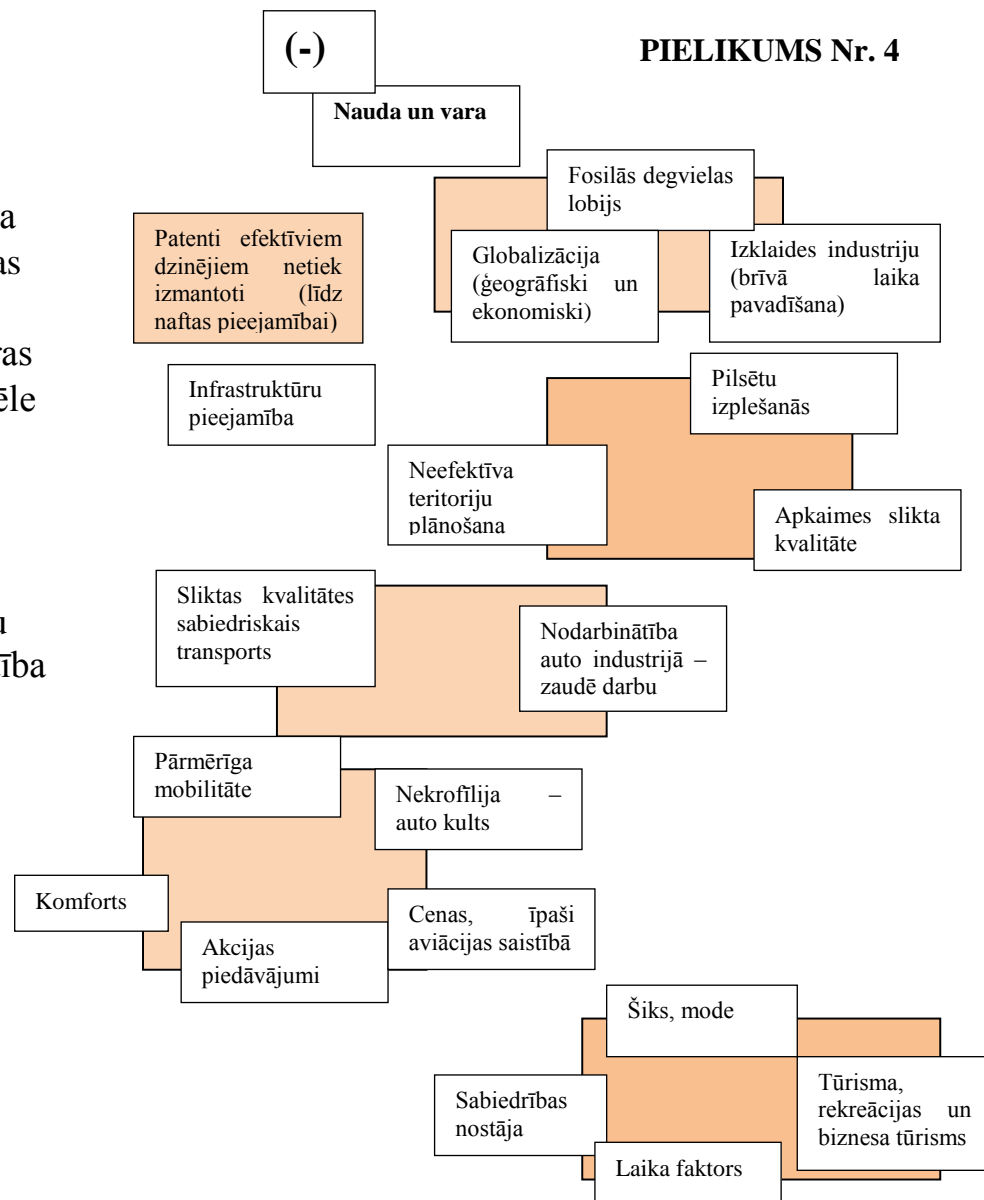 (-)
PIELIKUMS Nr. 4
Nauda un vara
Fosilās degvielas
lobijs
Patenti efektīviem
dzinējiem netiek
izmantoti (līdz
naftas pieejamībai)
Globalizācija
(ģeogrāfiski un
ekonomiski)
Izklaides industriju
(brīvā laika
pavadīšana)
Infrastruktūru
pieejamība
Pilsētu
izplešanās
Neefektīva
teritoriju
plānošana
Apkaimes slikta
kvalitāte
Sliktas kvalitātes
sabiedriskais
transports
Nodarbinātība
auto industrijā –
zaudē darbu
Pārmērīga
mobilitāte
Nekrofīlija –
auto kults
Komforts
Cenas, īpaši
aviācijas saistībā
Akcijas
piedāvājumi
Šiks, mode
Sabiedrības
nostāja
Tūrisma,
rekreācijas un
biznesa tūrisms
Laika faktors